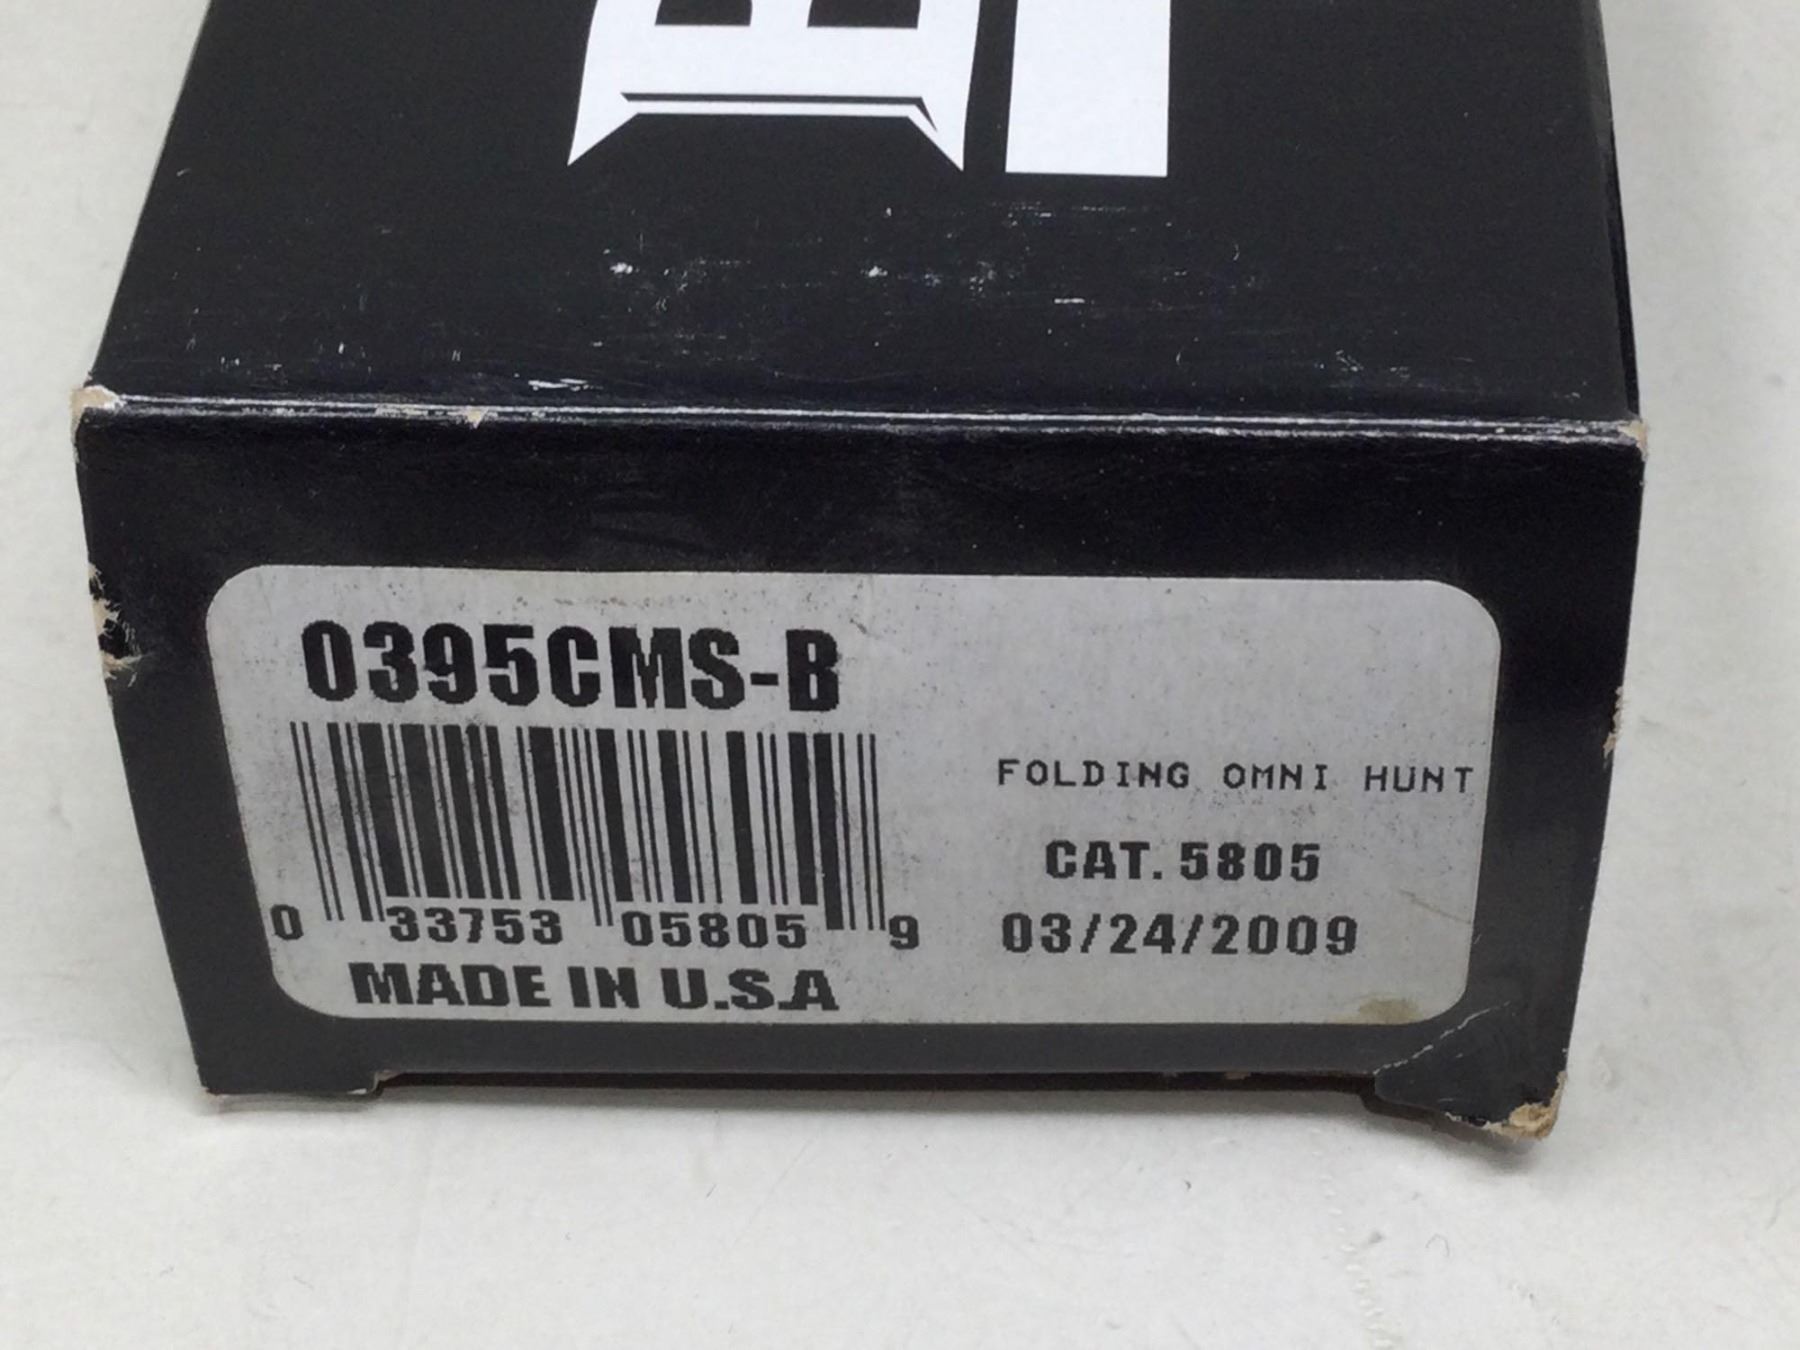 0395CMS-B
FOLDING OMNI HUNT
CAT. 5805
0 33753 05805 9
03/24/2009
MADE IN U.S.A